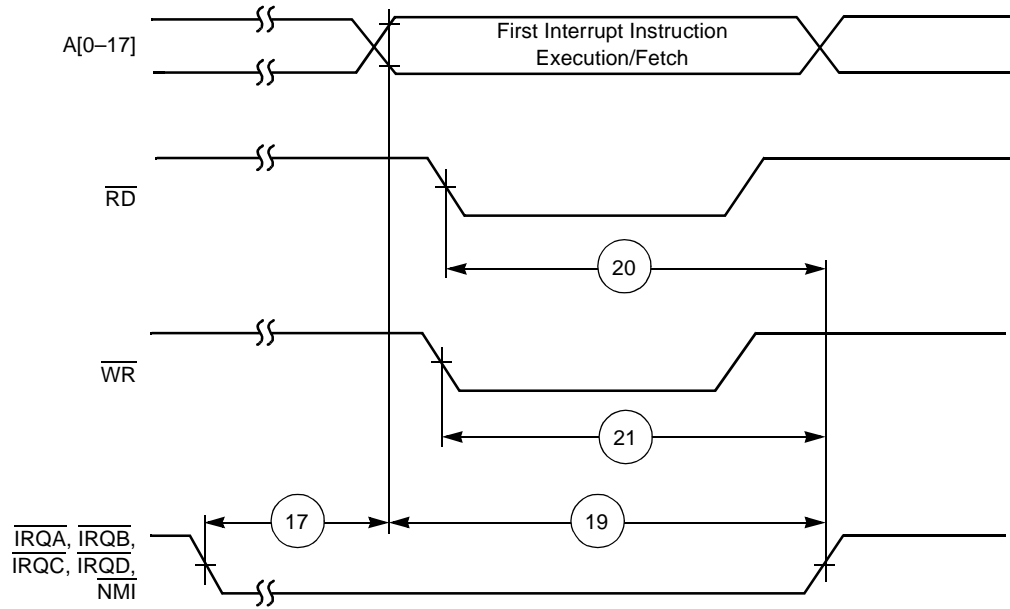 A[0–17]
First Interrupt Instruction
Execution/Fetch
RD
20
WR
21
17
19
IRQA, IRQB,
IRQC, IRQD,
NMI